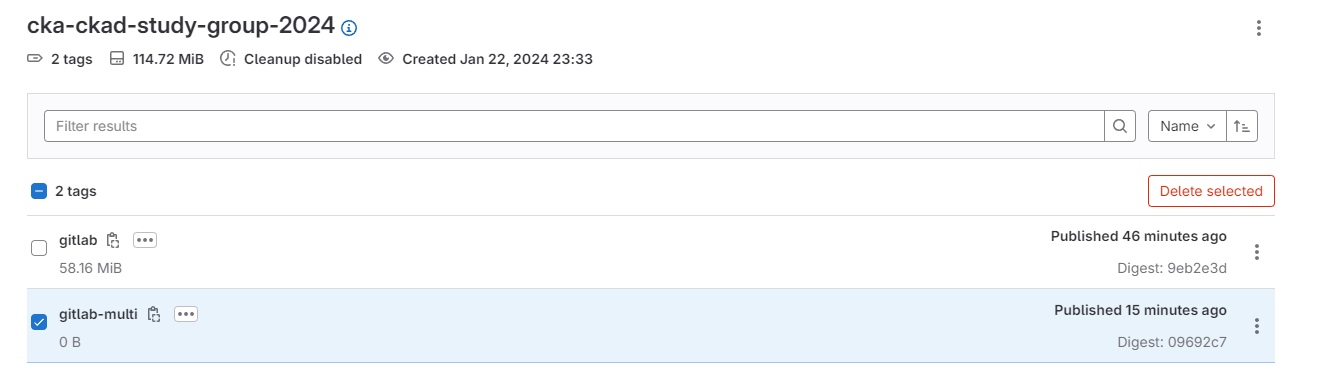 cka-ckad-study-group-2024
2 tags 114.72 MiB Cleanup disabled Created Jan 22, 2024 23:33
Filter results Name
2 tags Delete selected
gitlab Published 46 minutes ago
58.16 MiB Digest: 9eb2e3d
gitlab-multi Published 15 minutes ago
0 B Digest: 09692c7